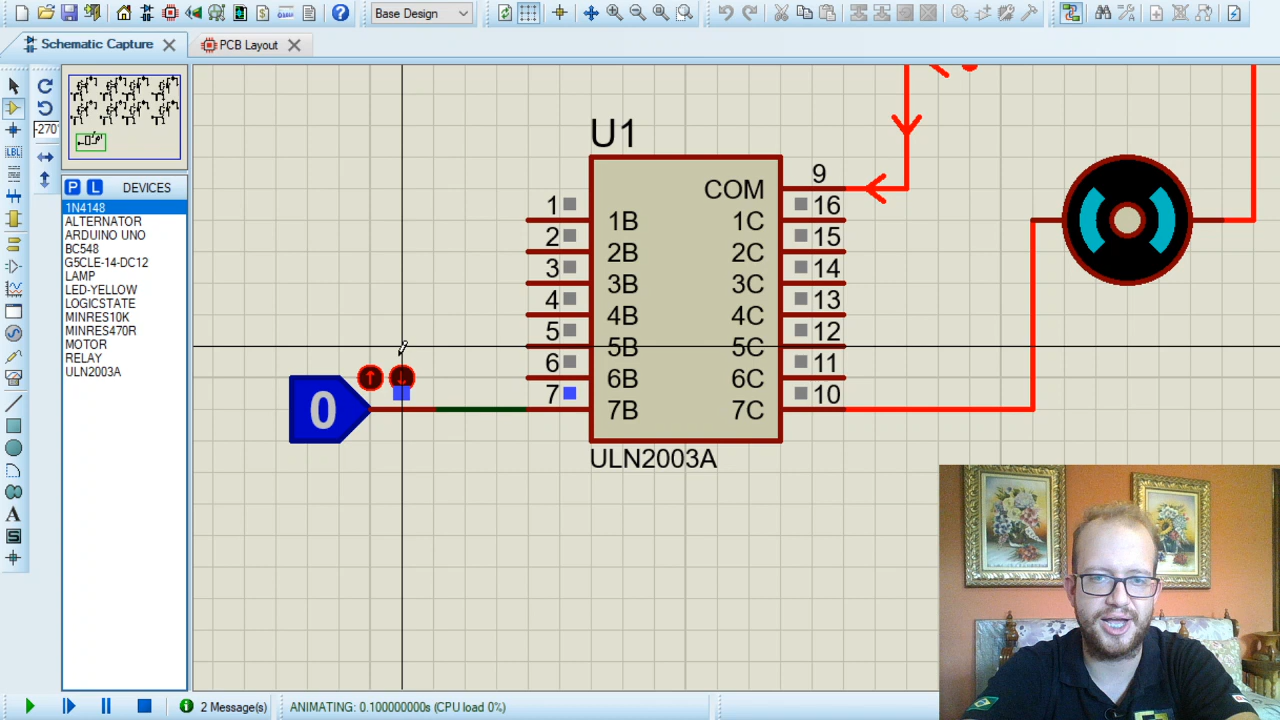 Base Design
Schematic Capture
PCB Layout
-270°
LBL
P L DEVICES
1N4148
ALTERNATOR
ARDUINO UNO
BC548
G5CLE-14-DC12
LAMP
LED-YELLOW
LOGICSTATE
MINRES10K
MINRES470R
MOTOR
RELAY
ULN2003A
U1
COM 9
1 1B 1C 16
2 2B 2C 15
3 3B 3C 14
4 4B 4C 13
5 5B 5C 12
6 6B 6C 11
7 7B 7C 10
0
ULN2003A
A
S
2 Message(s)
ANIMATING: 0.100000000s (CPU load 0%)